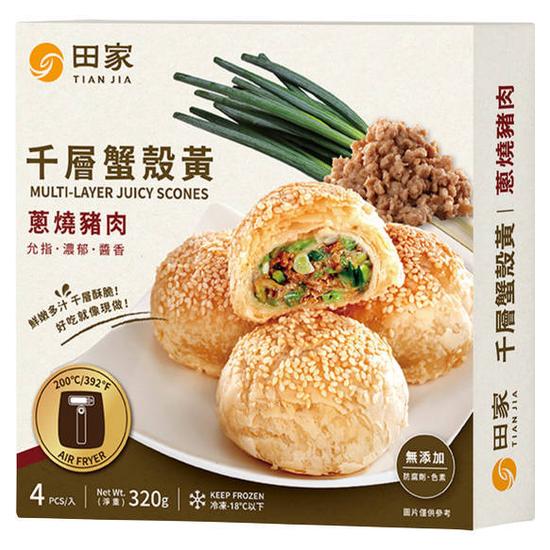 田家
TIAN JIA
千層蟹殼黃
MULTI-LAYER JUICY SCONES
蔥燒豬肉
允指·濃郁·醬香
鮮嫩多汁 千層酥脆!
好吃就像現做!
200°C/392°F
AIR FRYER
4 PCS/入
Net Wt. (淨重) 320g
KEEP FROZEN
冷凍-18°C以下
無添加
防腐劑·色素
圖片僅供參考
田家 TIAN JIA 千層蟹殼黃 | 蔥燒豬肉